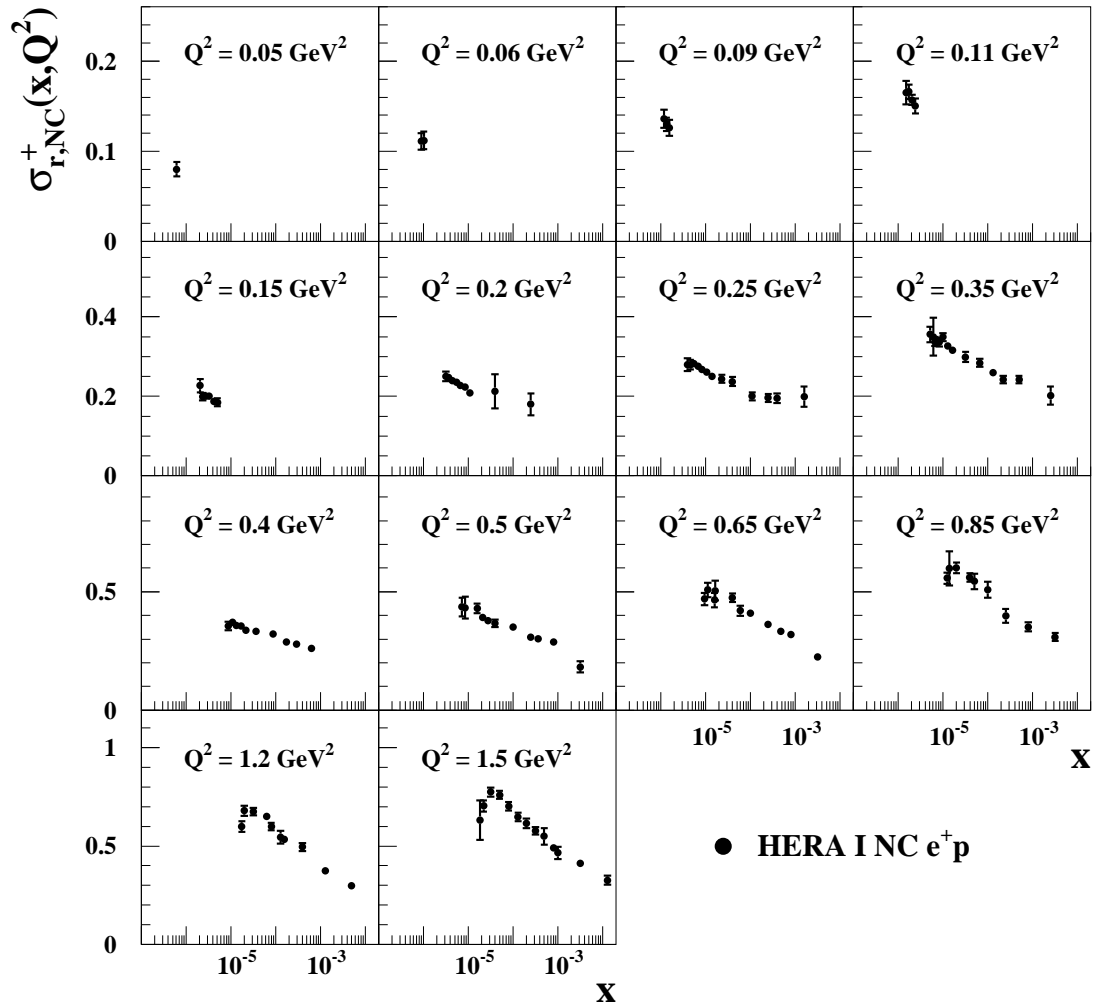 σ⁺r,NC(x,Q²)
0.2
0.1
0
Q² = 0.05 GeV²
Q² = 0.06 GeV²
Q² = 0.09 GeV²
Q² = 0.11 GeV²
0.4
0.2
0
Q² = 0.15 GeV²
Q² = 0.2 GeV²
Q² = 0.25 GeV²
Q² = 0.35 GeV²
0.5
0
Q² = 0.4 GeV²
Q² = 0.5 GeV²
Q² = 0.65 GeV²
Q² = 0.85 GeV²
10⁻⁵ 10⁻³ 10⁻⁵ 10⁻³
x
1
0.5
0
Q² = 1.2 GeV²
Q² = 1.5 GeV²
HERA I NC e⁺p
10⁻⁵ 10⁻³ 10⁻⁵ 10⁻³
x